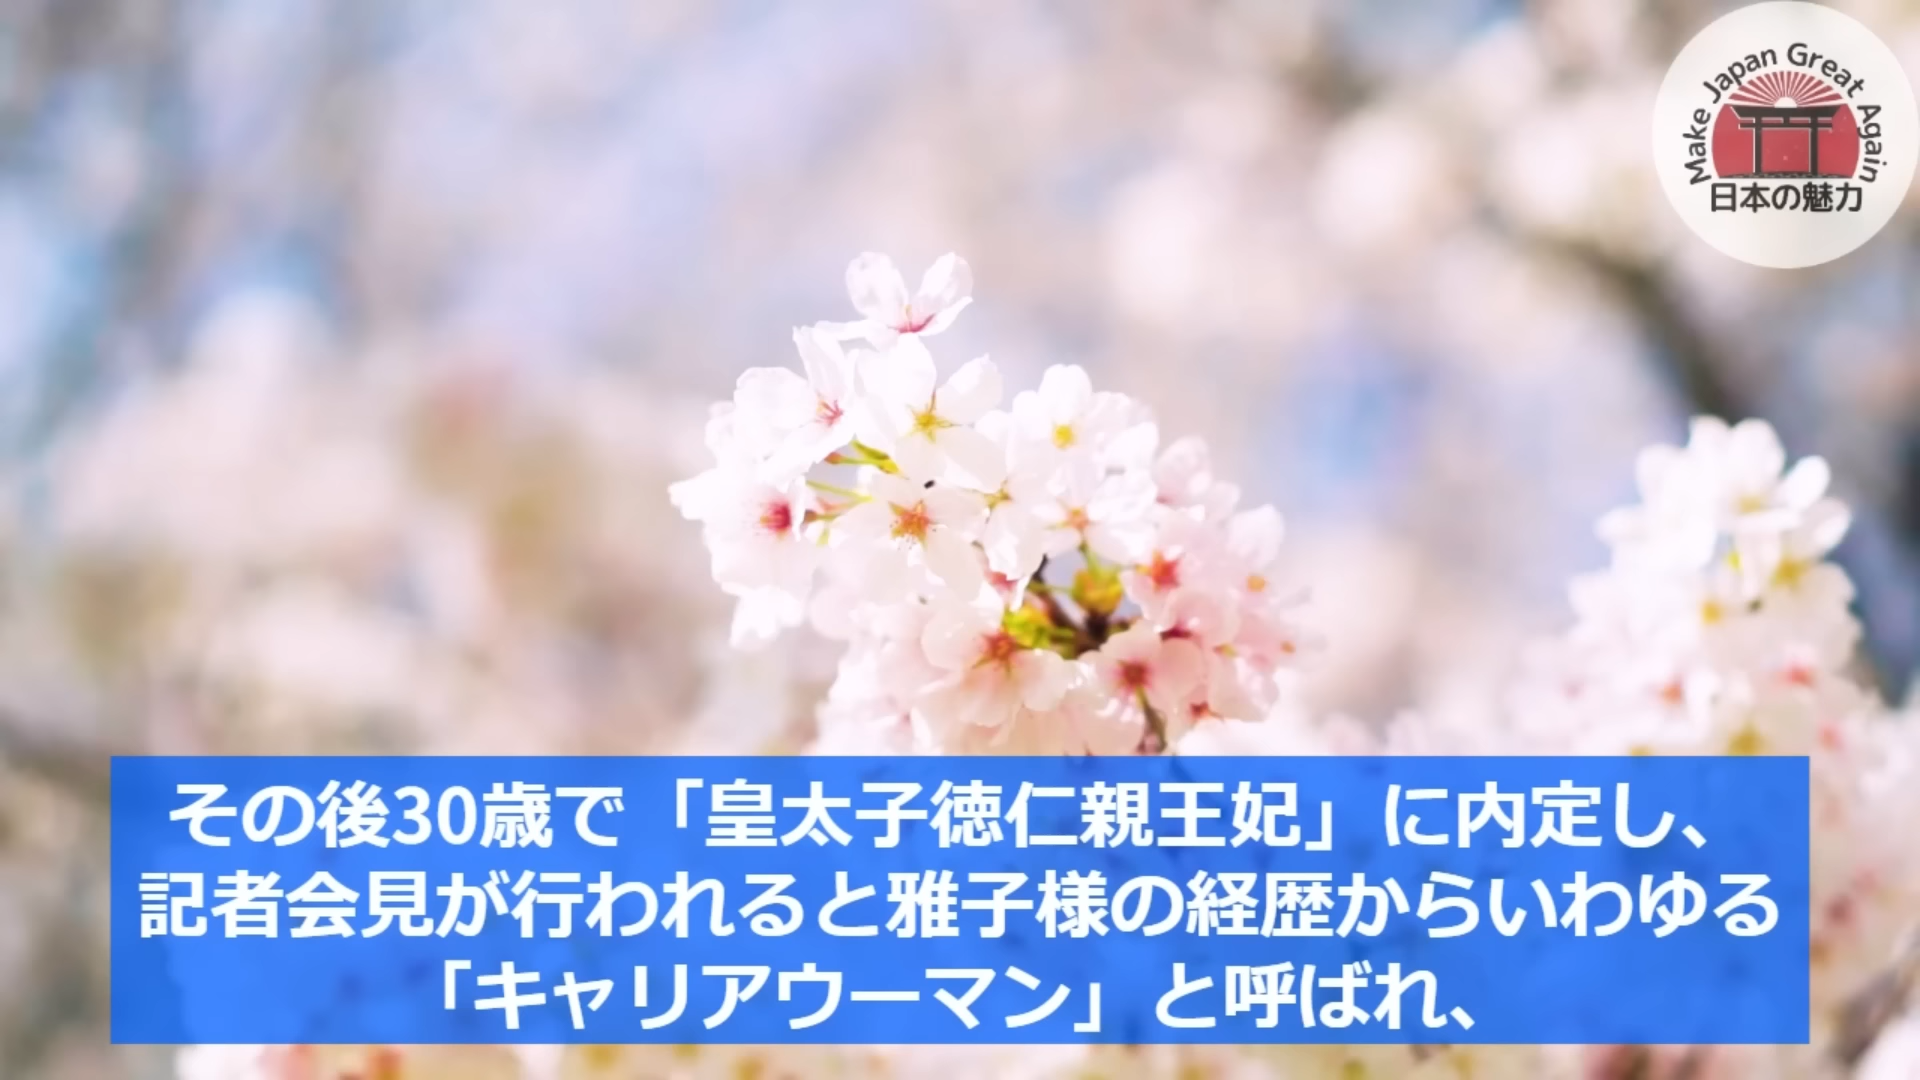 Make Japan Great Again
日本の魅力
その後30歳で「皇太子徳仁親王妃」に内定し、
記者会見が行われると雅子様の経歴からいわゆる
「キャリアウーマン」と呼ばれ、